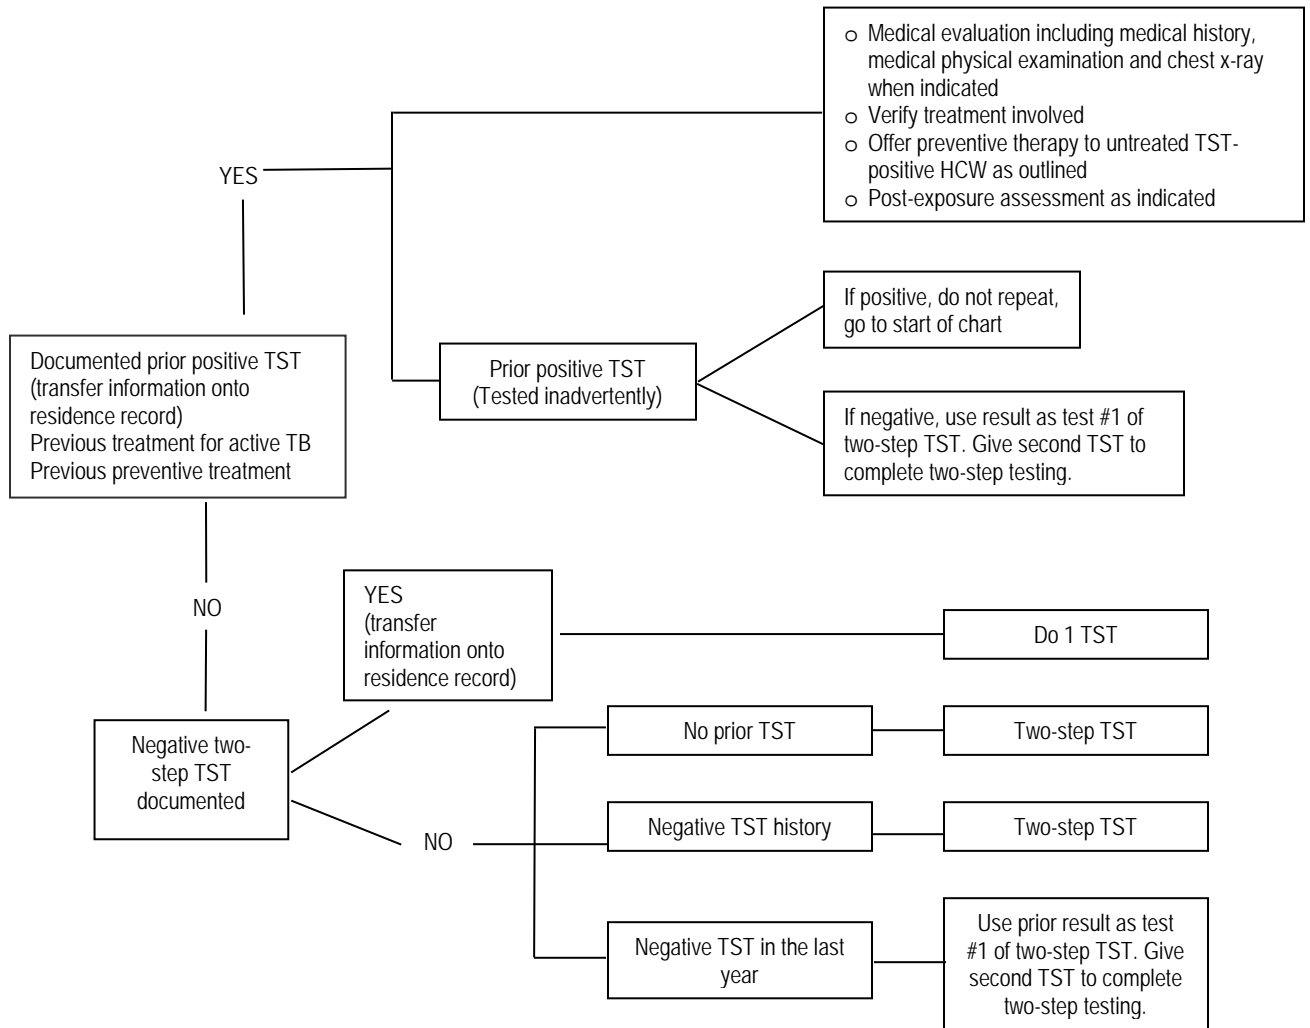 o Medical evaluation including medical history,
medical physical examination and chest x-ray
when indicated
o Verify treatment involved
o Offer preventive therapy to untreated TST-
positive HCW as outlined
o Post-exposure assessment as indicated
YES
If positive, do not repeat,
go to start of chart
Documented prior positive TST
(transfer information onto
residence record)
Previous treatment for active TB
Previous preventive treatment
Prior positive TST
(Tested inadvertently)
If negative, use result as test #1 of
two-step TST. Give second TST to
complete two-step testing.
NO
YES
(transfer
information onto
residence record)
Do 1 TST
Negative two-
step TST
documented
No prior TST
Two-step TST
NO
Negative TST history
Two-step TST
Negative TST in the last
year
Use prior result as test
#1 of two-step TST. Give
second TST to complete
two-step testing.